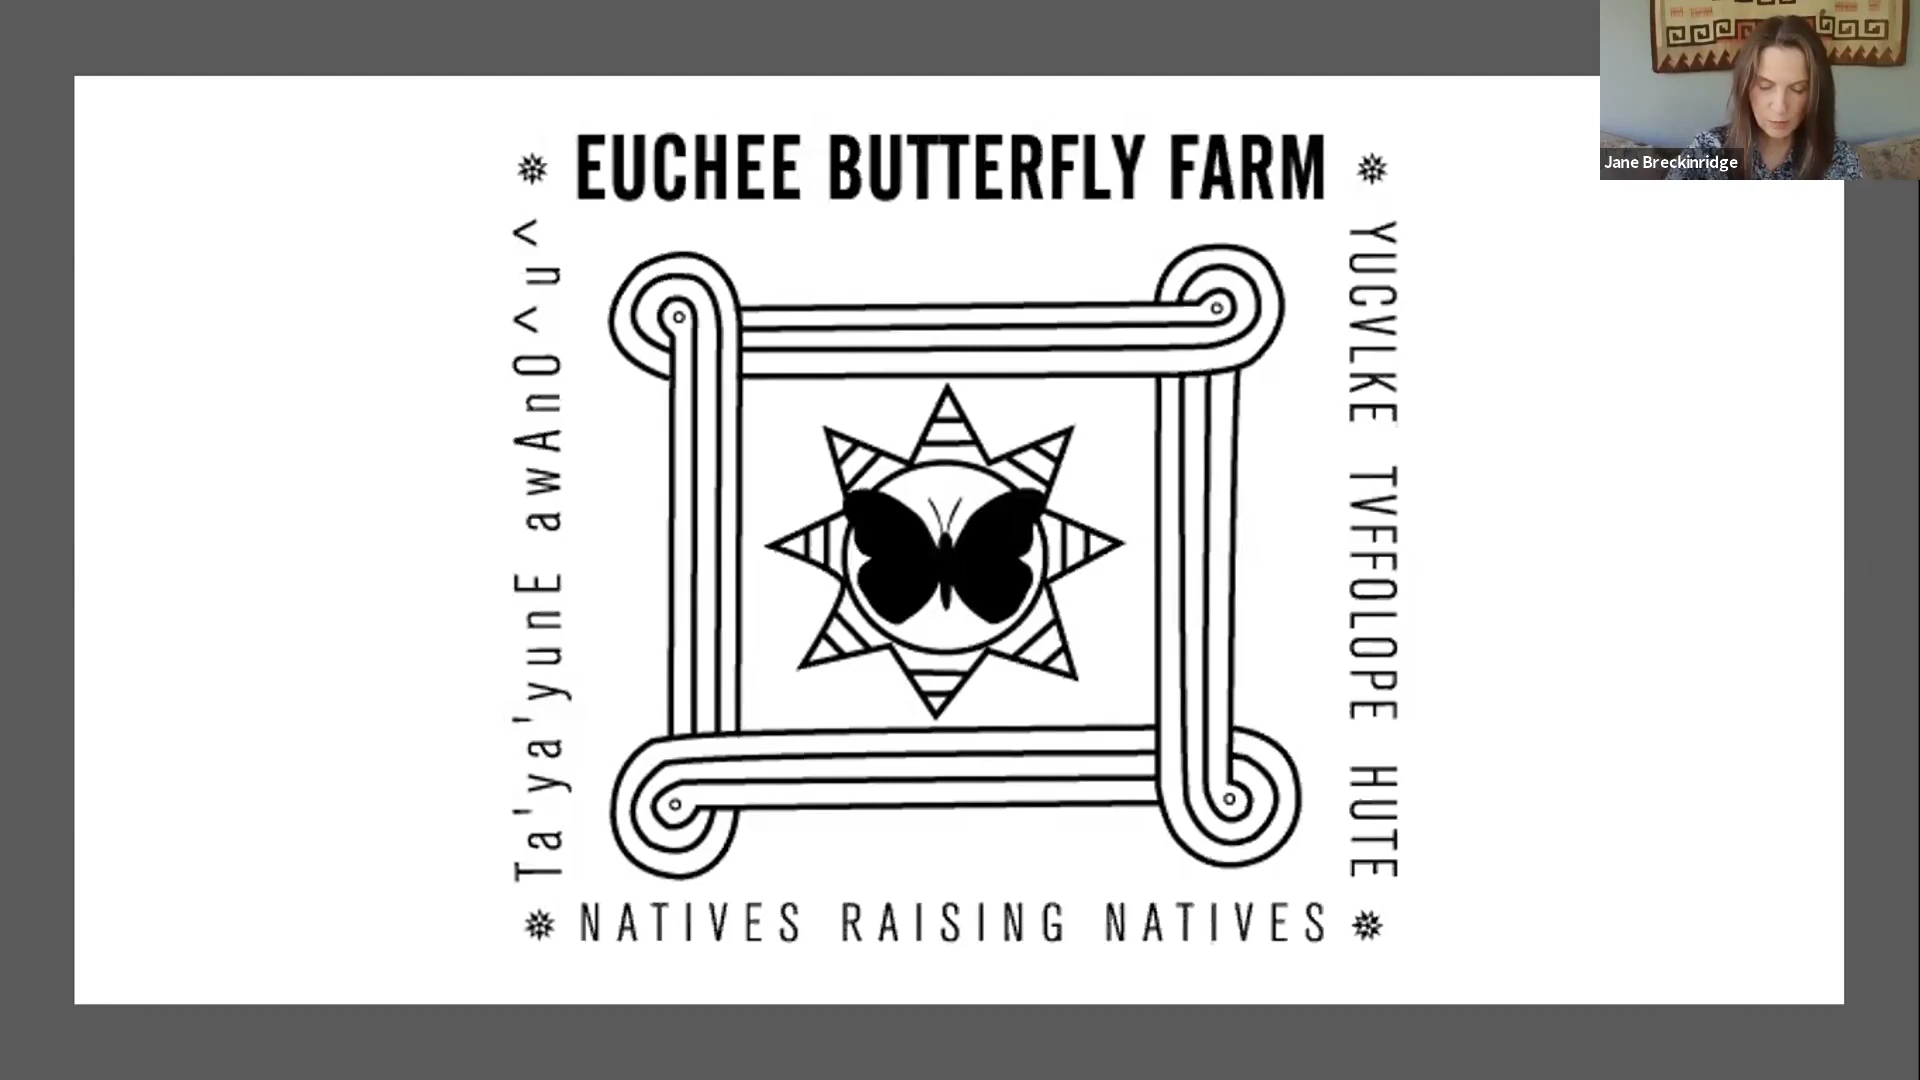 EUCHEE BUTTERFLY FARM
Jane Breckinridge
Ta'ya'yunE awAnO^u^
YUCVLKE TVFFOLOPE HUTE
NATIVES RAISING NATIVES